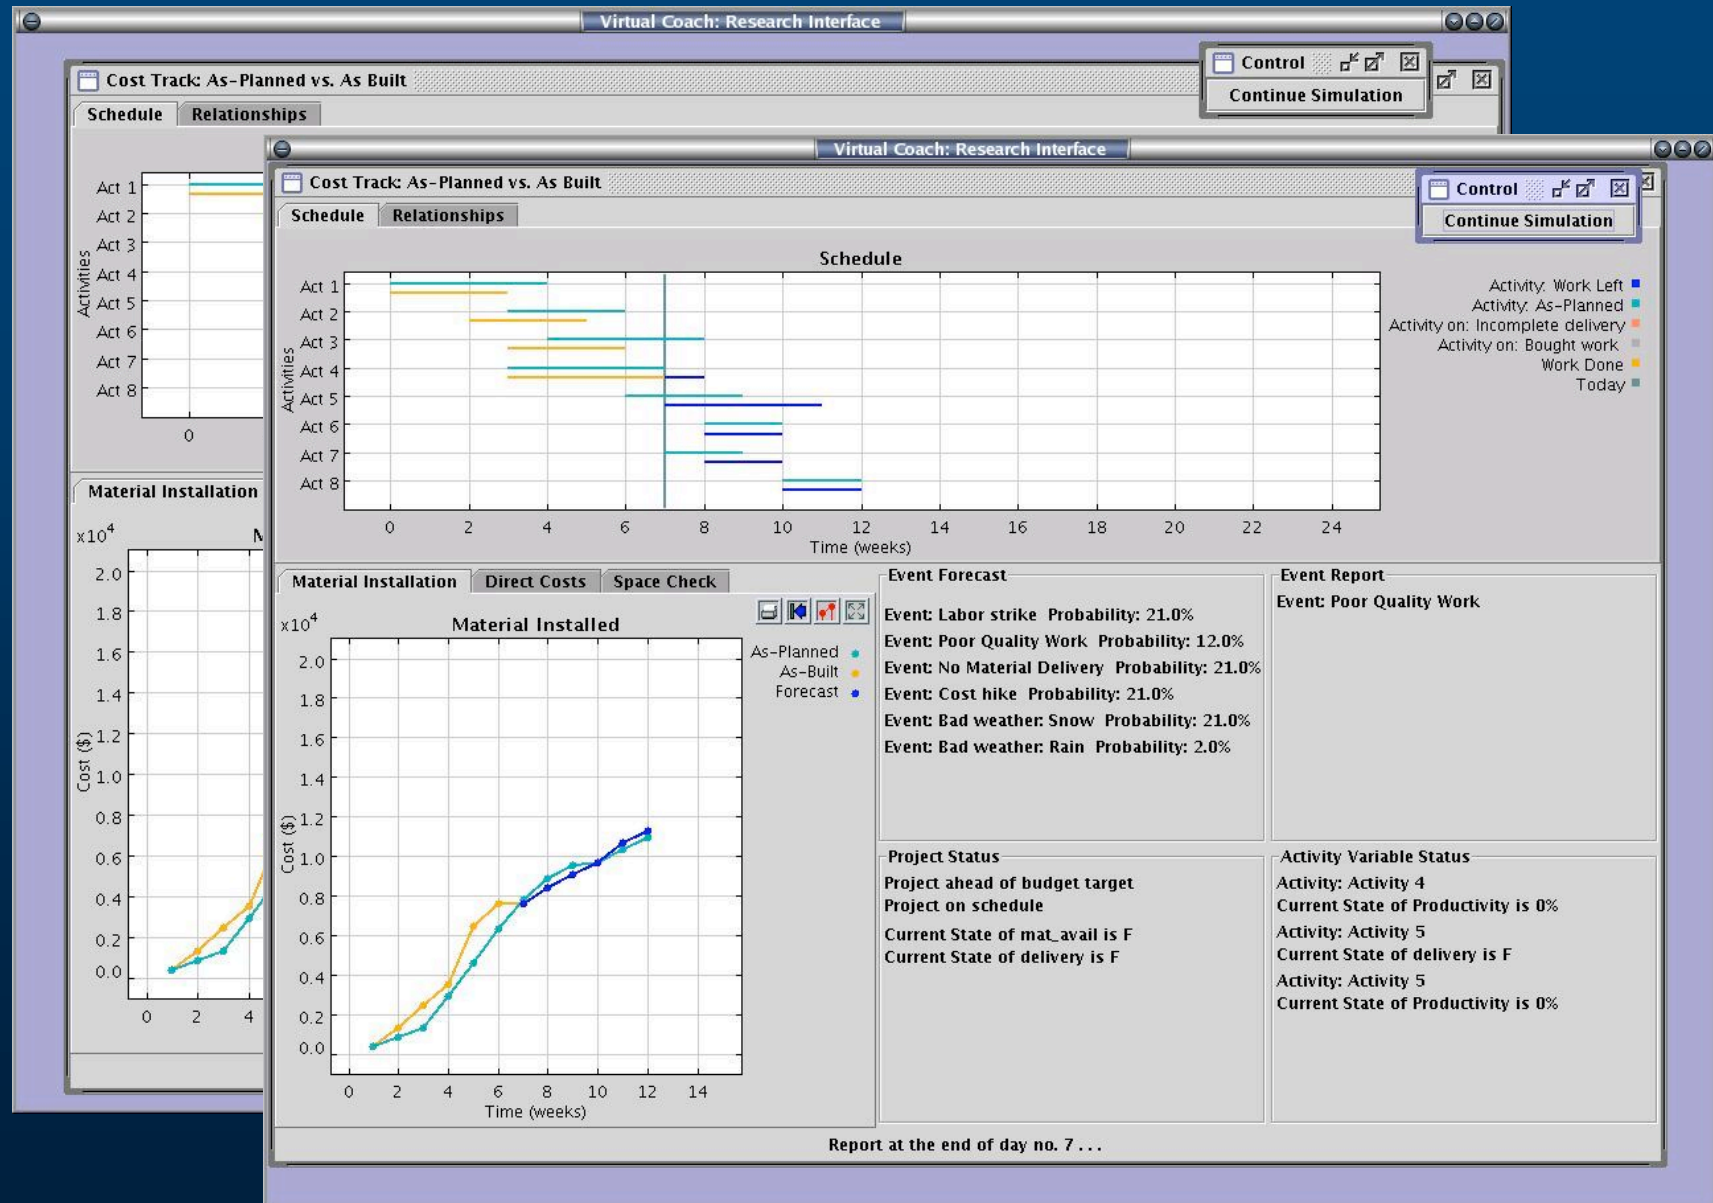 Virtual Coach: Research Interface
Cost Track: As-Planned vs. As Built
Control
Continue Simulation
Schedule Relationships
Activities
Act 1
Act 2
Act 3
Act 4
Act 5
Act 6
Act 7
Act 8
0
Material Installation
x10^4
2.0
1.8
1.6
1.4
Cost ($)
1.2
1.0
0.8
0.6
0.4
0.2
0.0
0 2 4
Virtual Coach: Research Interface
Cost Track: As-Planned vs. As Built
Control
Continue Simulation
Schedule Relationships
Schedule
Activities
Act 1
Act 2
Act 3
Act 4
Act 5
Act 6
Act 7
Act 8
0 2 4 6 8 10 12 14 16 18 20 22 24
Time (weeks)
Activity: Work Left
Activity: As-Planned
Activity on: Incomplete delivery
Activity on: Bought work
Work Done
Today
Material Installation Direct Costs Space Check
Material Installed
x10^4
2.0
1.8
1.6
1.4
Cost ($)
1.2
1.0
0.8
0.6
0.4
0.2
0.0
0 2 4 6 8 10 12 14
Time (weeks)
As-Planned
As-Built
Forecast
Event Forecast
Event: Labor strike Probability: 21.0%
Event: Poor Quality Work Probability: 12.0%
Event: No Material Delivery Probability: 21.0%
Event: Cost hike Probability: 21.0%
Event: Bad weather: Snow Probability: 21.0%
Event: Bad weather: Rain Probability: 2.0%
Event Report
Event: Poor Quality Work
Project Status
Project ahead of budget target
Project on schedule
Current State of mat_avail is F
Current State of delivery is F
Activity Variable Status
Activity: Activity 4
Current State of Productivity is 0%
Activity: Activity 5
Current State of delivery is F
Activity: Activity 5
Current State of Productivity is 0%
Report at the end of day no. 7 . . .